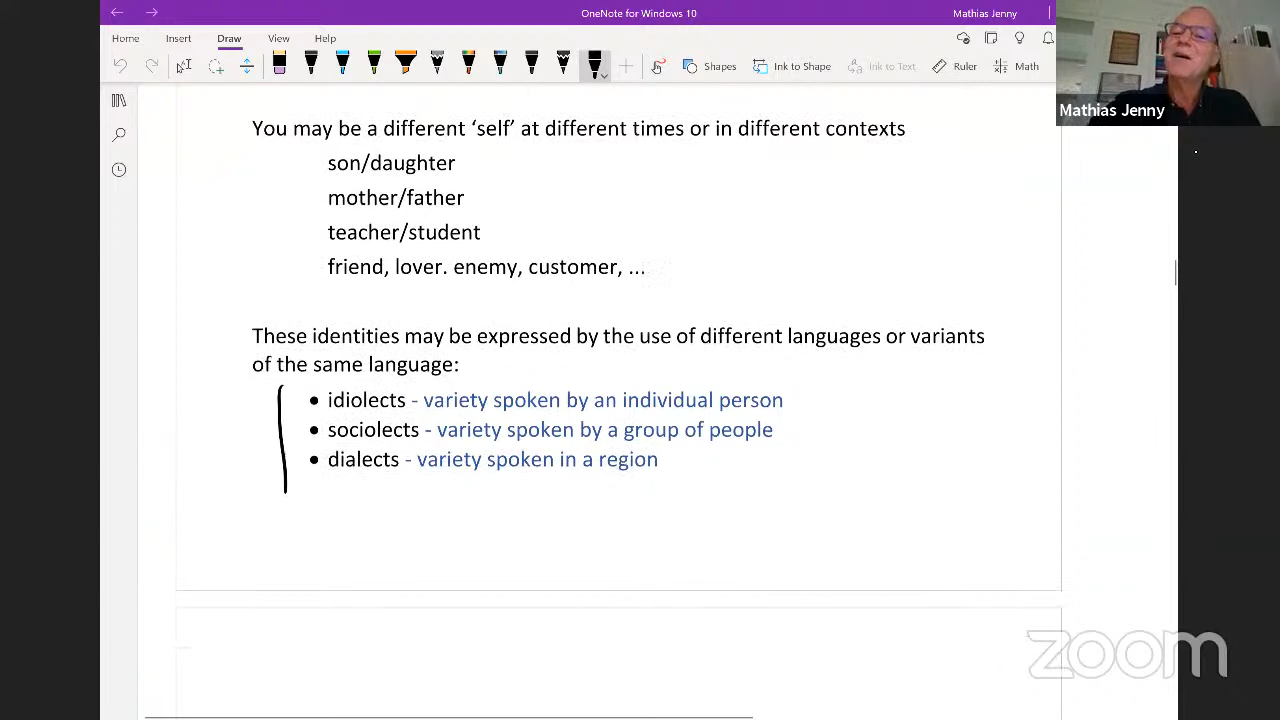 OneNote for Windows 10
Mathias Jenny
Home Insert Draw View Help
Shapes Ink to Shape Ink to Text Ruler Math
Mathias Jenny
You may be a different ‘self’ at different times or in different contexts
son/daughter
mother/father
teacher/student
friend, lover. enemy, customer, ...
These identities may be expressed by the use of different languages or variants
of the same language:
• idiolects - variety spoken by an individual person
• sociolects - variety spoken by a group of people
• dialects - variety spoken in a region
zoom